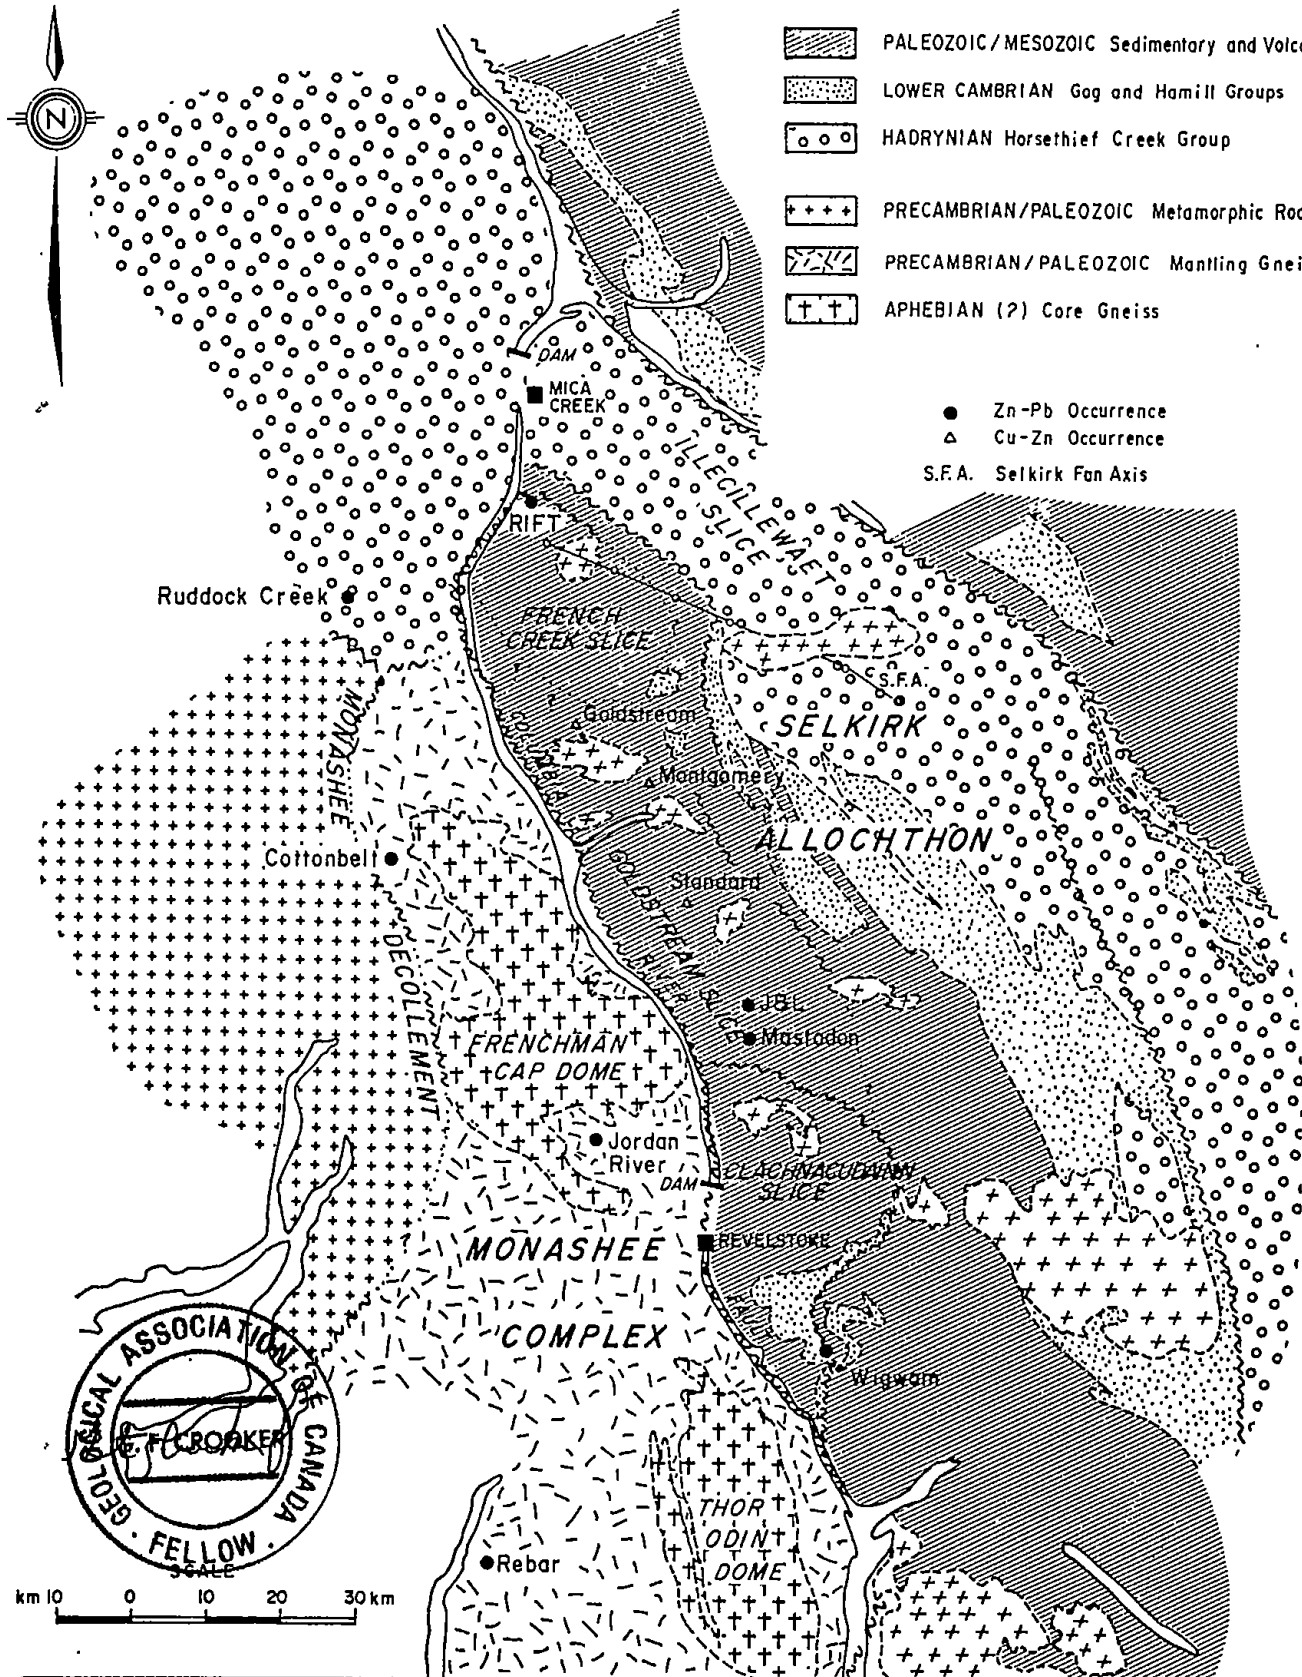 N
PALEOZOIC/MESOZOIC Sedimentary and
LOWER CAMBRIAN Gog and Hamill Groups
HADRYNIAN Horsethief Creek Group
PRECAMBRIAN/PALEOZOIC Metamorphic
PRECAMBRIAN/PALEOZOIC Mantling
APHEBIAN (?) Core Gneiss
Zn-Pb Occurrence
Cu-Zn Occurrence
S.F.A. Selkirk Fan Axis
DAM
MICA
CREEK
ILLECILLEWAET
SLICE
RIFT
Ruddock Creek
FRENCH
CREEK SLICE
S.F.A.
MONASHEE
DECOLLEMENT
Goldstream
SELKIRK
ALLOCHTHON
COLUMBIA
Montgomery
Cottonbelt
GOLDSTREAM
SLICE
Standard
RIVER
J&L
Mastodon
FRENCHMAN
CAP DOME
Jordan
River
DAM
CLACHNACUDAINN
SLICE
MONASHEE
COMPLEX
REVELSTOKE
FAULT
Wigwam
THOR
ODIN
DOME
Rebar
GEOLOGICAL ASSOCIATION OF CANADA
G. F. CROOKER
FELLOW
SCALE
km 10 0 10 20 30 km